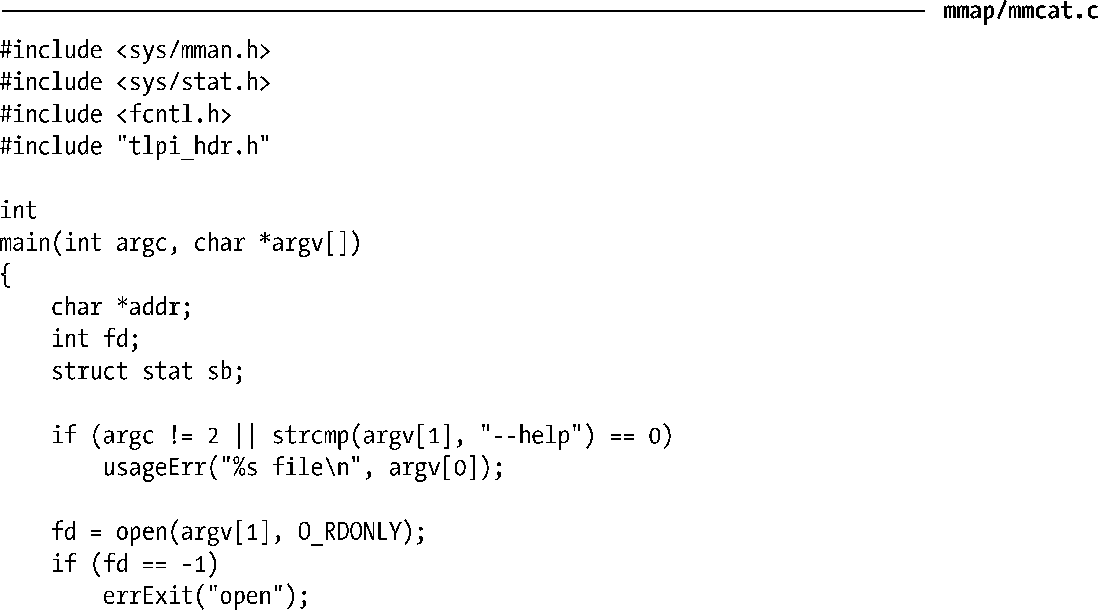 mmap/mmcat.c
#include <sys/mman.h>
#include <sys/stat.h>
#include <fcntl.h>
#include "tlpi_hdr.h"
int
main(int argc, char *argv[])
{
    char *addr;
    int fd;
    struct stat sb;
    if (argc != 2 || strcmp(argv[1], "--help") == 0)
        usageErr("%s file\n", argv[0]);
    fd = open(argv[1], O_RDONLY);
    if (fd == -1)
        errExit("open");